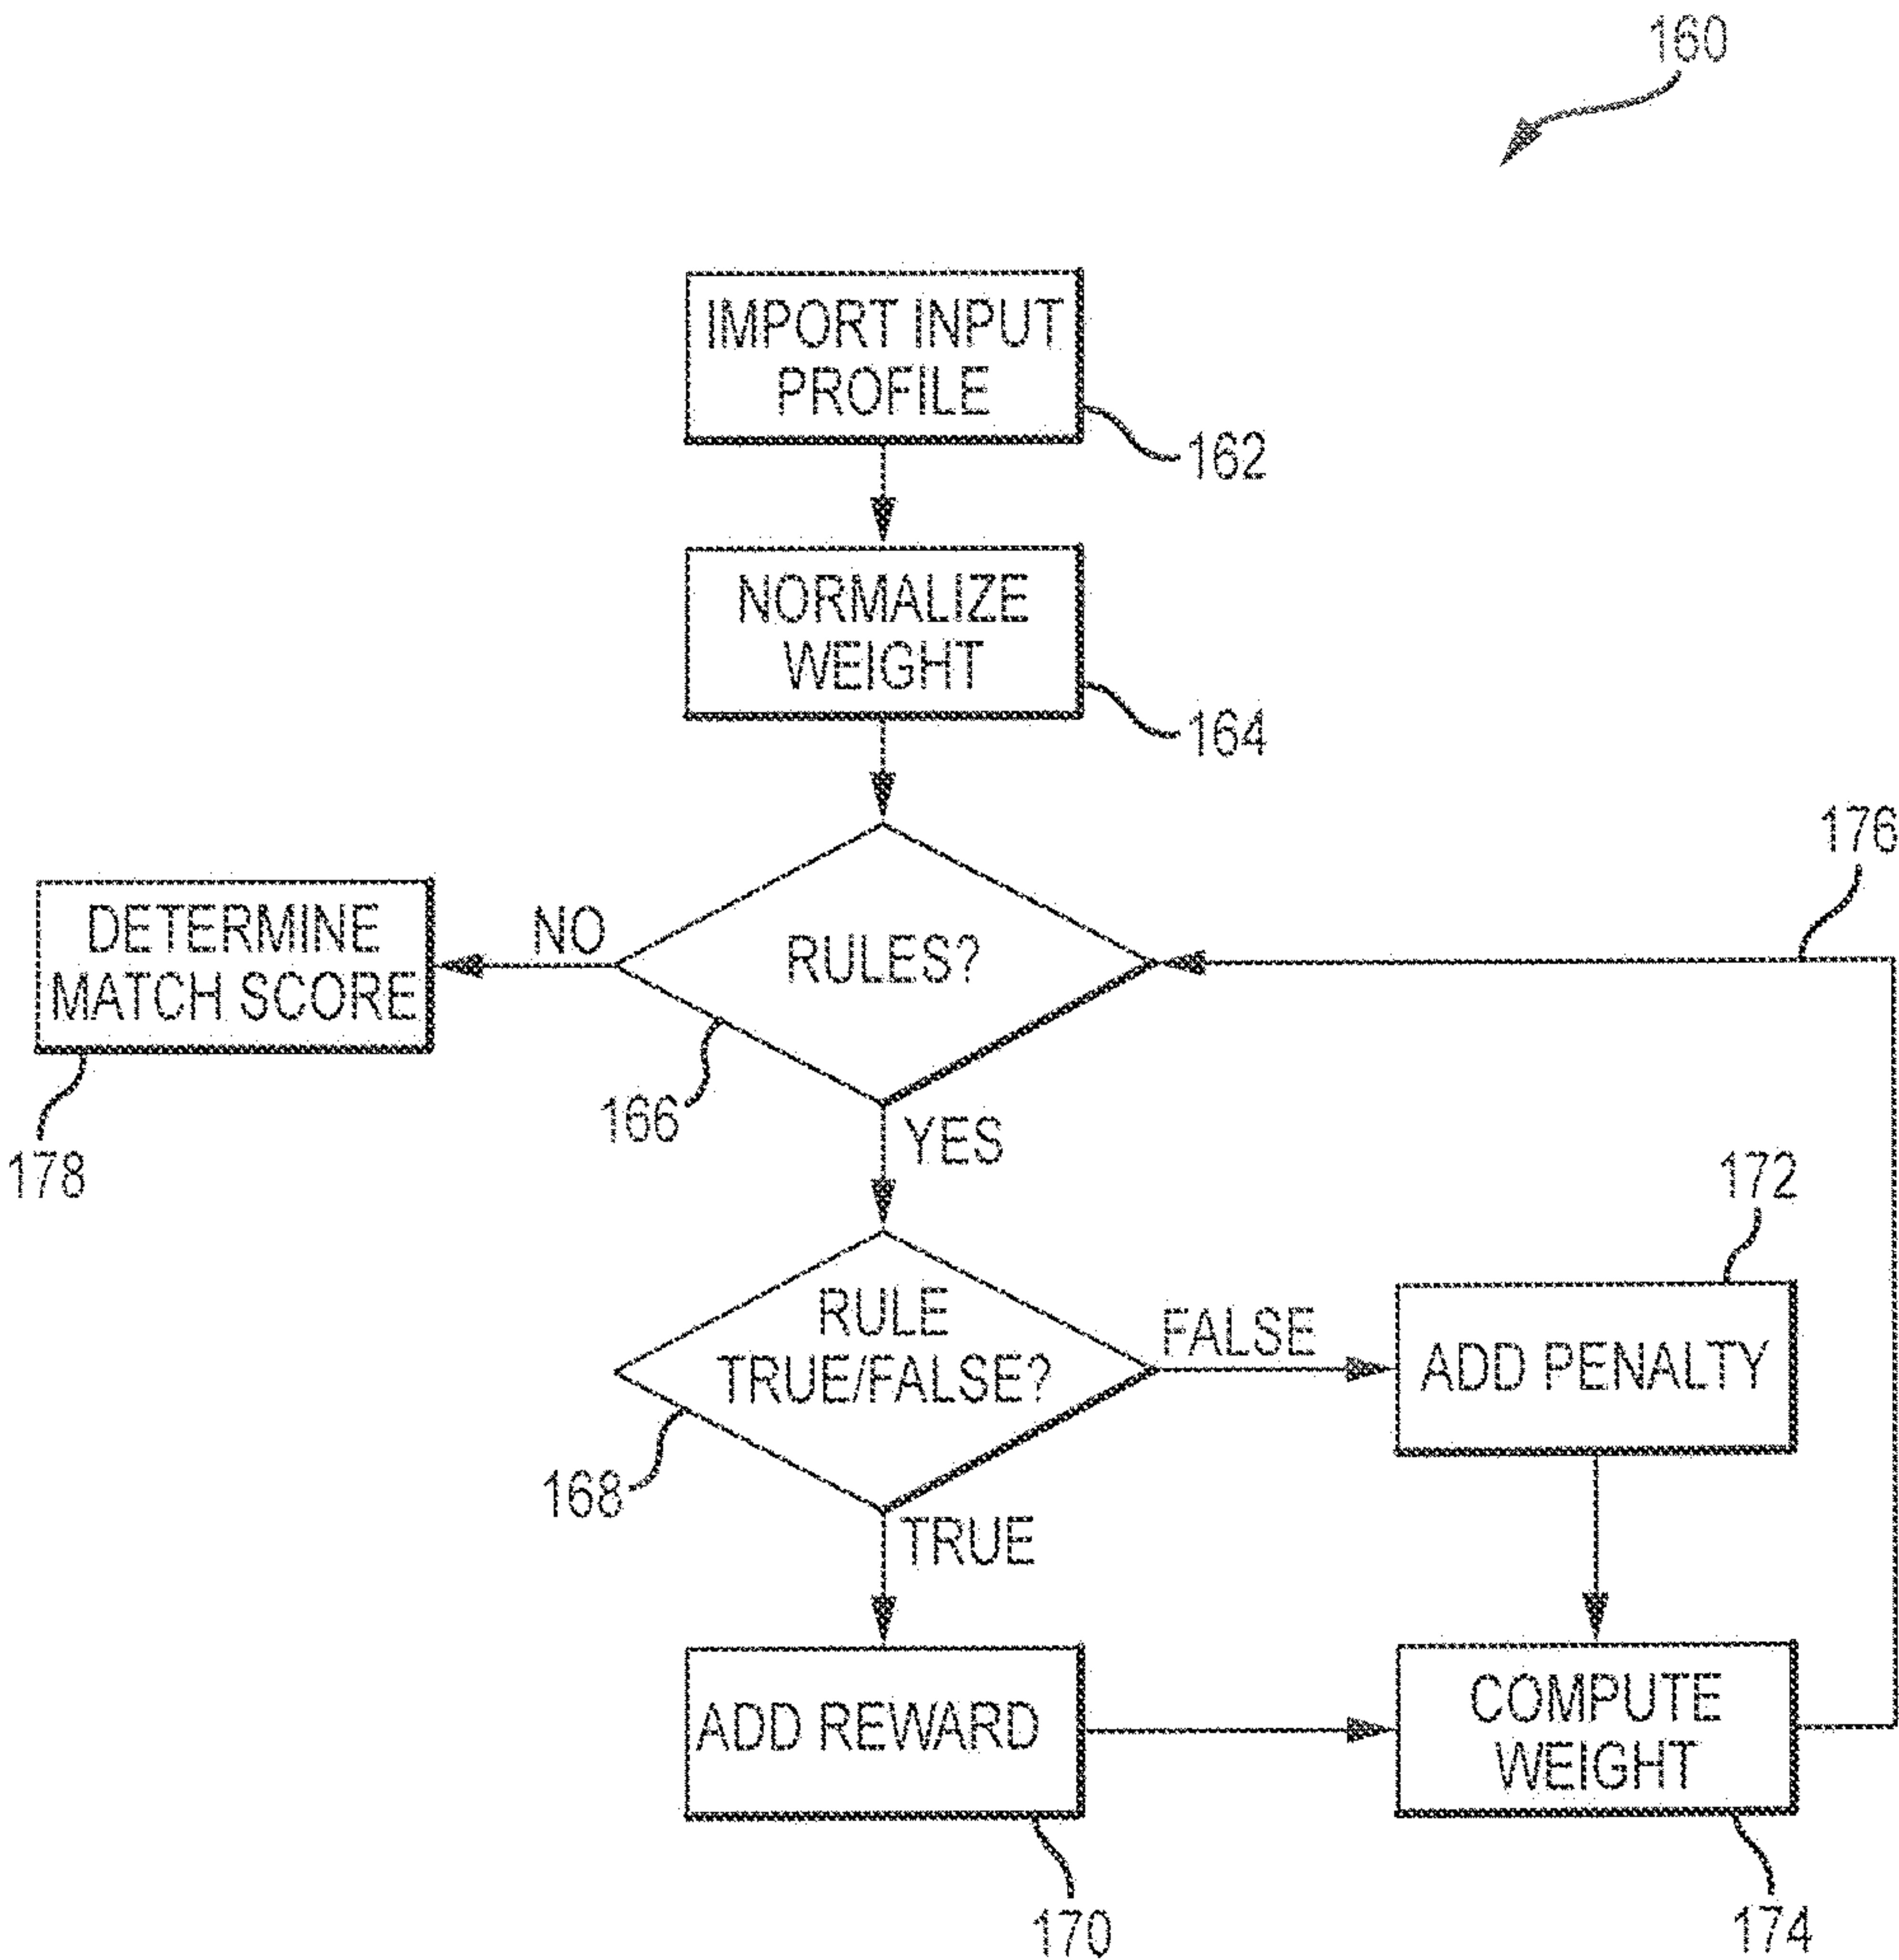 160
IMPORT INPUT
PROFILE
162
NORMALIZE
WEIGHT
164
176
DETERMINE
MATCH SCORE
NO
RULES?
166
178
YES
172
RULE
TRUE/FALSE?
FALSE
ADD PENALTY
168
TRUE
ADD REWARD
COMPUTE
WEIGHT
170
174